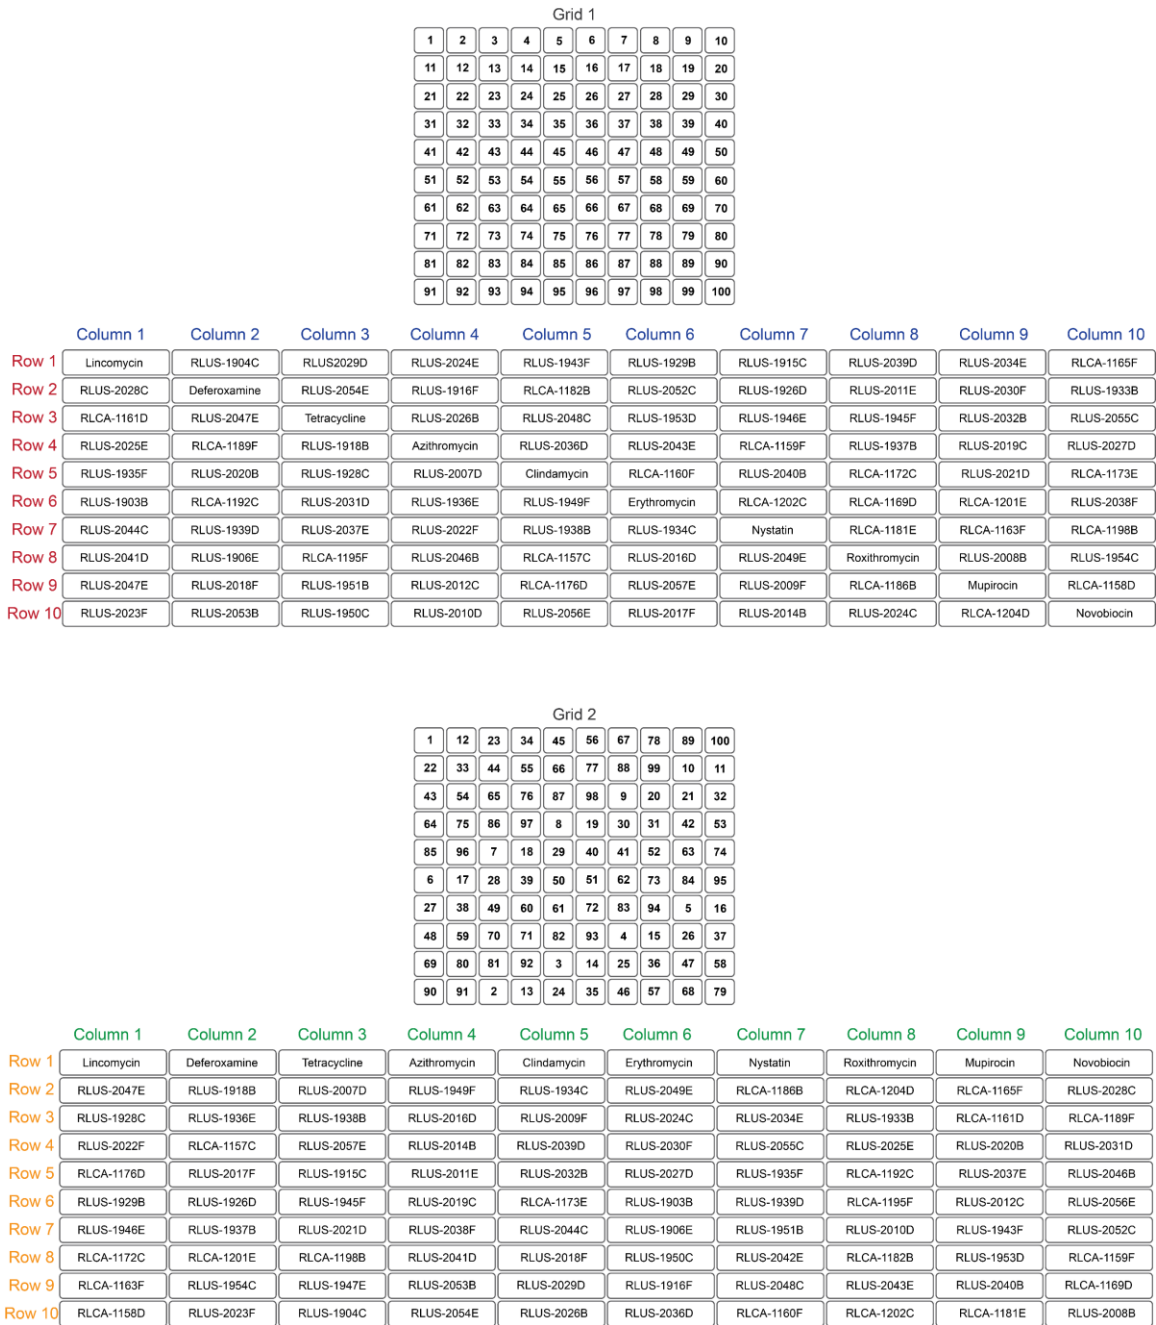 Grid 1
1 2 3 4 5 6 7 8 9 10
11 12 13 14 15 16 17 18 19 20
21 22 23 24 25 26 27 28 29 30
31 32 33 34 35 36 37 38 39 40
41 42 43 44 45 46 47 48 49 50
51 52 53 54 55 56 57 58 59 60
61 62 63 64 65 66 67 68 69 70
71 72 73 74 75 76 77 78 79 80
81 82 83 84 85 86 87 88 89 90
91 92 93 94 95 96 97 98 99 100
Column 1 Column 2 Column 3 Column 4 Column 5 Column 6 Column 7 Column 8 Column 9 Column 10
Row 1 Lincomycin RLUS-1904C RLUS2029D RLUS-2024E RLUS-1943F RLUS-1929B RLUS-1915C RLUS-2039D RLUS-2034E RLCA-1165F
Row 2 RLUS-2028C Deferoxamine RLUS-2054E RLUS-1916F RLCA-1182B RLUS-2052C RLUS-1926D RLUS-2011E RLUS-2030F RLUS-1933B
Row 3 RLCA-1161D RLUS-2047E Tetracycline RLUS-2026B RLUS-2048C RLUS-1953D RLUS-1946E RLUS-1945F RLUS-2032B RLUS-2055C
Row 4 RLUS-2025E RLCA-1189F RLUS-1918B Azithromycin RLUS-2036D RLUS-2043E RLCA-1159F RLUS-1937B RLUS-2019C RLUS-2027D
Row 5 RLUS-1935F RLUS-2020B RLUS-1928C RLUS-2007D Clindamycin RLCA-1160F RLUS-2040B RLCA-1172C RLUS-2021D RLCA-1173E
Row 6 RLUS-1903B RLCA-1192C RLUS-2031D RLUS-1936E RLUS-1949F Erythromycin RLCA-1202C RLCA-1169D RLCA-1201E RLUS-2038F
Row 7 RLUS-2044C RLUS-1939D RLUS-2037E RLUS-2022F RLUS-1938B RLUS-1934C Nystatin RLCA-1181E RLCA-1163F RLCA-1198B
Row 8 RLUS-2041D RLUS-1906E RLCA-1195F RLUS-2046B RLCA-1157C RLUS-2016D RLUS-2049E Roxithromycin RLUS-2008B RLUS-1954C
Row 9 RLUS-2047E RLUS-2018F RLUS-1951B RLUS-2012C RLCA-1176D RLUS-2057E RLUS-2009F RLCA-1186B Mupirocin RLCA-1158D
Row 10 RLUS-2023F RLUS-2053B RLUS-1950C RLUS-2010D RLUS-2056E RLUS-2017F RLUS-2014B RLUS-2024C RLCA-1204D Novobiocin
Grid 2
1 12 23 34 45 56 67 78 89 100
22 33 44 55 66 77 88 99 10 11
43 54 65 76 87 98 9 20 21 32
64 75 86 97 8 19 30 31 42 53
85 96 7 18 29 40 41 52 63 74
6 17 28 39 50 51 62 73 84 95
27 38 49 60 61 72 83 94 5 16
48 59 70 71 82 93 4 15 26 37
69 80 81 92 3 14 25 36 47 58
90 91 2 13 24 35 46 57 68 79
Column 1 Column 2 Column 3 Column 4 Column 5 Column 6 Column 7 Column 8 Column 9 Column 10
Row 1 Lincomycin Deferoxamine Tetracycline Azithromycin Clindamycin Erythromycin Nystatin Roxithromycin Mupirocin Novobiocin
Row 2 RLUS-2047E RLUS-1918B RLUS-2007D RLUS-1949F RLUS-1934C RLUS-2049E RLCA-1186B RLCA-1204D RLCA-1165F RLUS-2028C
Row 3 RLUS-1928C RLUS-1936E RLUS-1938B RLUS-2016D RLUS-2009F RLUS-2024C RLUS-2034E RLUS-1933B RLCA-1161D RLCA-1189F
Row 4 RLUS-2022F RLCA-1157C RLUS-2057E RLUS-2014B RLUS-2039D RLUS-2030F RLUS-2055C RLUS-2025E RLUS-2020B RLUS-2031D
Row 5 RLCA-1176D RLUS-2017F RLUS-1915C RLUS-2011E RLUS-2032B RLUS-2027D RLUS-1935F RLCA-1192C RLUS-2037E RLUS-2046B
Row 6 RLUS-1929B RLUS-1926D RLUS-1945F RLUS-2019C RLCA-1173E RLUS-1903B RLUS-1939D RLCA-1195F RLUS-2012C RLUS-2056E
Row 7 RLUS-1946E RLUS-1937B RLUS-2021D RLUS-2038F RLUS-2044C RLUS-1906E RLUS-1951B RLUS-2010D RLUS-1943F RLUS-2052C
Row 8 RLCA-1172C RLCA-1201E RLCA-1198B RLUS-2041D RLUS-2018F RLUS-1950C RLUS-2042E RLCA-1182B RLUS-1953D RLCA-1159F
Row 9 RLCA-1163F RLUS-1954C RLUS-1947E RLUS-2053B RLUS-2029D RLUS-1916F RLUS-2048C RLUS-2043E RLUS-2040B RLCA-1169D
Row 10 RLCA-1158D RLUS-2023F RLUS-1904C RLUS-2054E RLUS-2026B RLUS-2036D RLCA-1160F RLCA-1202C RLCA-1181E RLUS-2008B